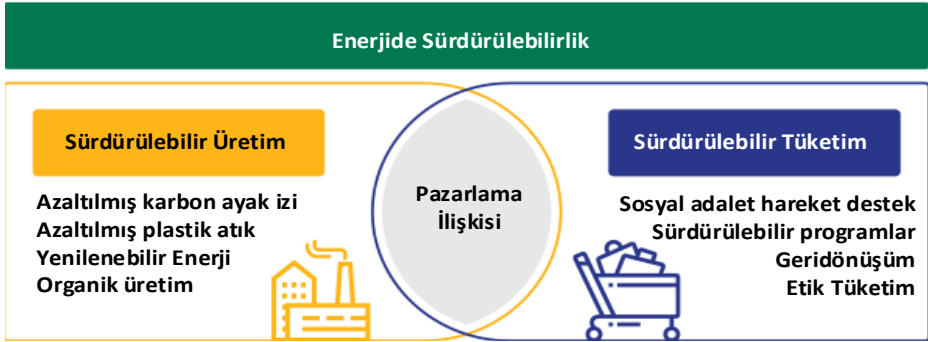 Enerjide Sürdürülebilirlik
Sürdürülebilir Üretim
Azaltılmış karbon ayak izi
Azaltılmış plastik atık
Yenilenebilir Enerji
Organik üretim
Pazarlama
İlişkisi
Sürdürülebilir Tüketim
Sosyal adalet hareket destek
Sürdürülebilir programlar
Geridönüşüm
Etik Tüketim